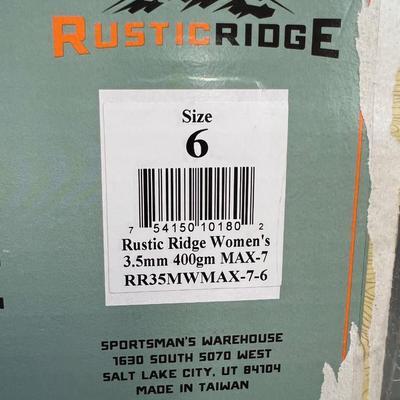 RUSTICRIDGE
Size
6
7 54150 10180 2
Rustic Ridge Women's
3.5mm 400gm MAX-7
RR35MWMAX-7-6
SPORTSMAN'S WAREHOUSE
1630 SOUTH 5070 WEST
SALT LAKE CITY, UT 84104
MADE IN TAIWAN